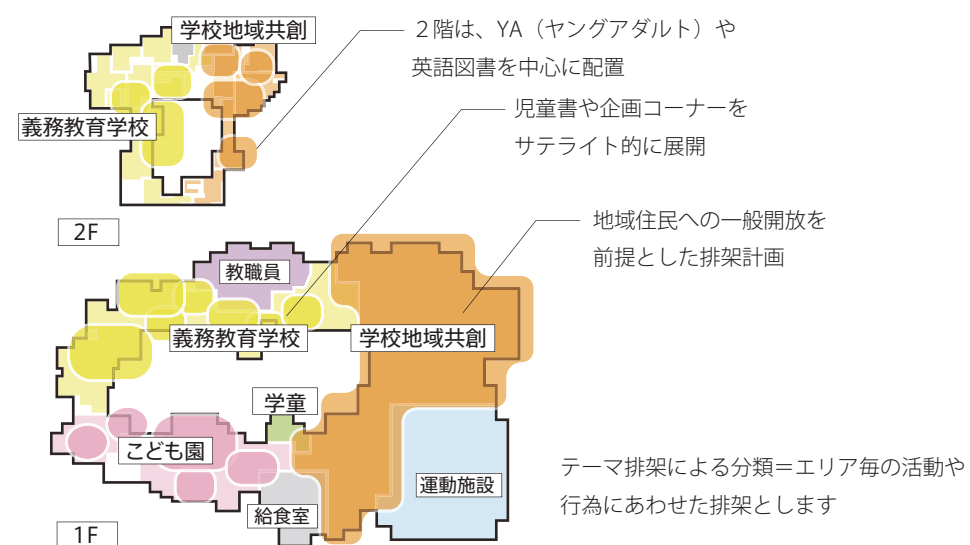 学校地域共創
２階は、YA（ヤングアダルト）や
英語図書を中心に配置
義務教育学校
児童書や企画コーナーを
サテライト的に展開
2F
地域住民への一般開放を
前提とした排架計画
教職員
義務教育学校
学校地域共創
学童
こども園
運動施設
給食室
テーマ排架による分類＝エリア毎の活動や
行為にあわせた排架とします
1F